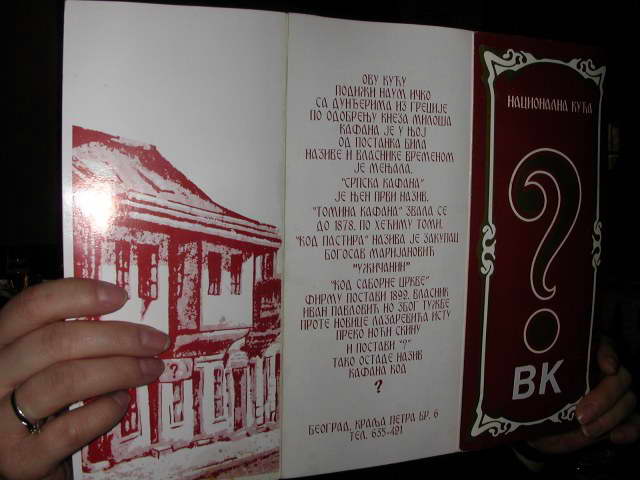 ОВУ КУЋУ
ПОДИЖИ НАУМ ИЧКО
СА ДУНЂЕРИМА ИЗ ГРЕЦИЈЕ
ПО ОДОБРЕЊУ КНЕЗА МИЛОША
КАФАНА ЈЕ У ЊОЈ
ОД ПОСТАНКА БИЛА
НАЗИВЕ И ВЛАСНИКЕ ВРЕМЕНОМ
ЈЕ МЕЊАЛА.
"СРПСКА КАФАНА"
ЈЕ ЊЕН ПРВИ НАЗИВ.
"ТОМИНА КАФАНА" ЗВАЛА СЕ
ДО 1878. ПО ХЕЋИМУ ТОМИ.
"КОД ПАСТИРА" НАЗИВА ЈЕ ЗАКУПАЦ
БОГОСАВ МАРИЈАНОВИЋ
"УЖИЧАНИН"
"КОД САБОРНЕ ЦРКВЕ"
ФИРМУ ПОСТАВИ 1892. ВЛАСНИК
ИВАН ПАВЛОВИЋ НО ЗБОГ ТУЖБЕ
ПРОТЕ НОВИЦЕ ЛАЗАРЕВИЋА ИСТУ
ПРЕКО НОЋИ СКИНУ
И ПОСТАВИ "?"
ТАКО ОСТАДЕ НАЗИВ
КАФАНА КОД
?
БЕОГРАД, КРАЉА ПЕТРА БР. 6
ТЕЛ. 635-421
НАЦИОНАЛНА КУЋА
?
ВК